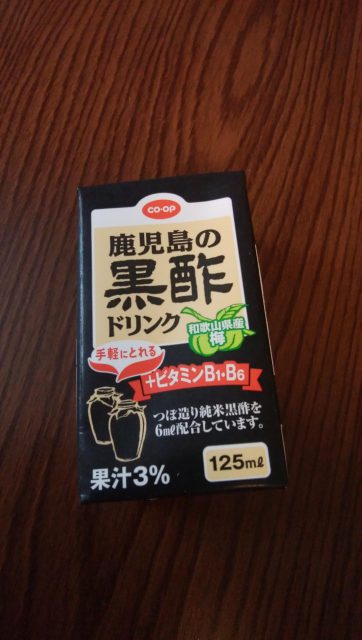 CO·OP
鹿児島の
黒酢
ドリンク
和歌山県産
梅
手軽にとれる
+ビタミンB1・B6
つぼ造り純米黒酢を
6mℓ配合しています。
果汁3%
125mℓ